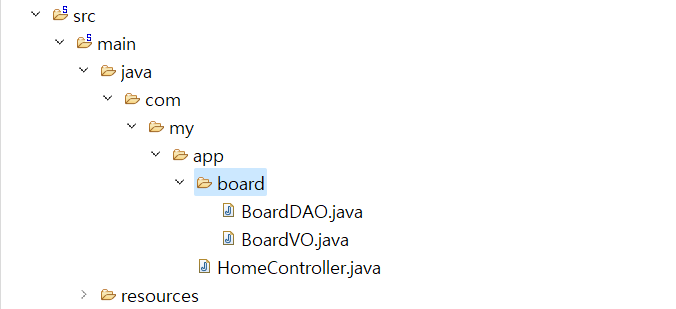 src
main
java
com
my
app
board
BoardDAO.java
BoardVO.java
HomeController.java
resources